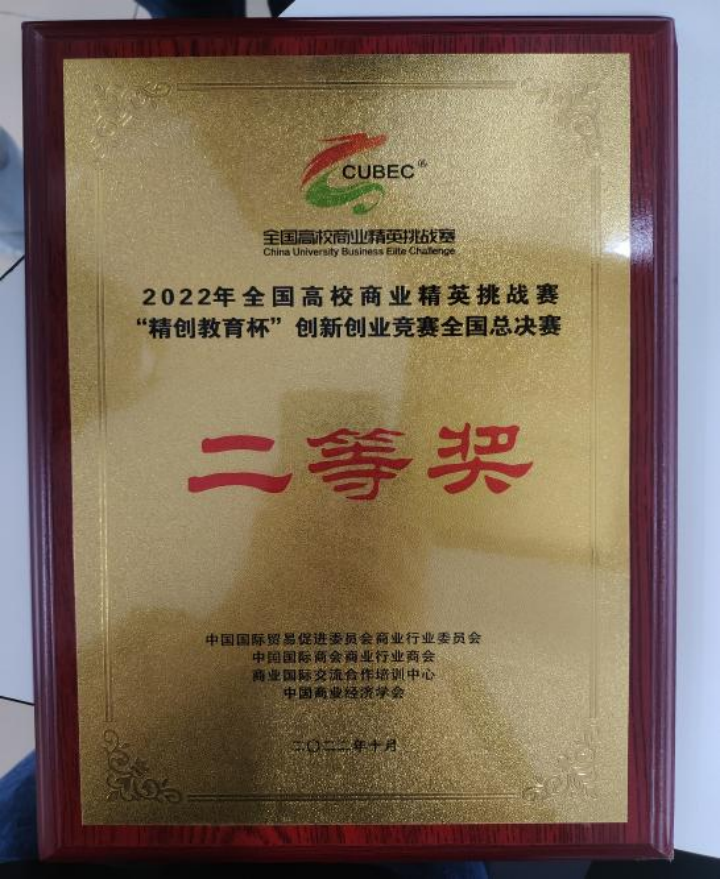 CUBEC®
全国高校商业精英挑战赛
China University Business Elite Challenge
2022年全国高校商业精英挑战赛
“精创教育杯”创新创业竞赛全国总决赛
二等奖
中国国际贸易促进委员会商业行业委员会
中国国际商会商业行业商会
商业国际交流合作培训中心
中国商业经济学会
二〇二二年十月